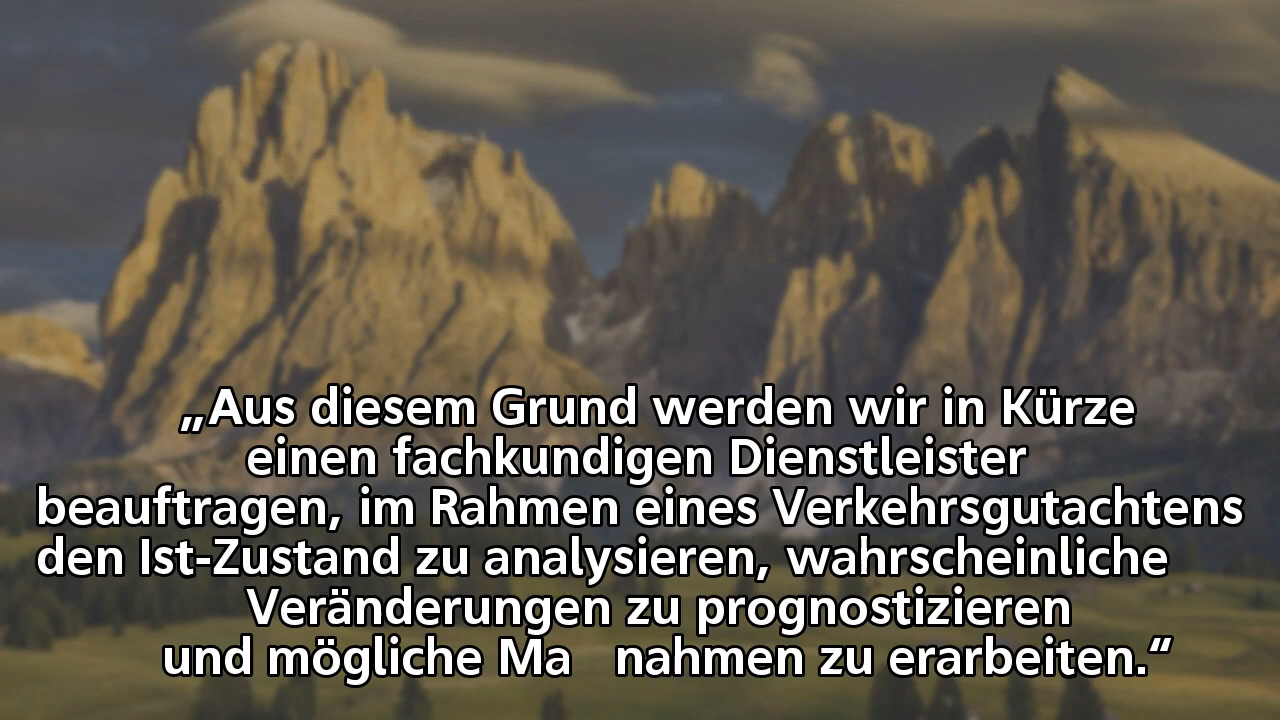 „Aus diesem Grund werden wir in Kürze
einen fachkundigen Dienstleister
beauftragen, im Rahmen eines Verkehrsgutachtens
den Ist-Zustand zu analysieren, wahrscheinliche
Veränderungen zu prognostizieren
und mögliche Ma nahmen zu erarbeiten.“